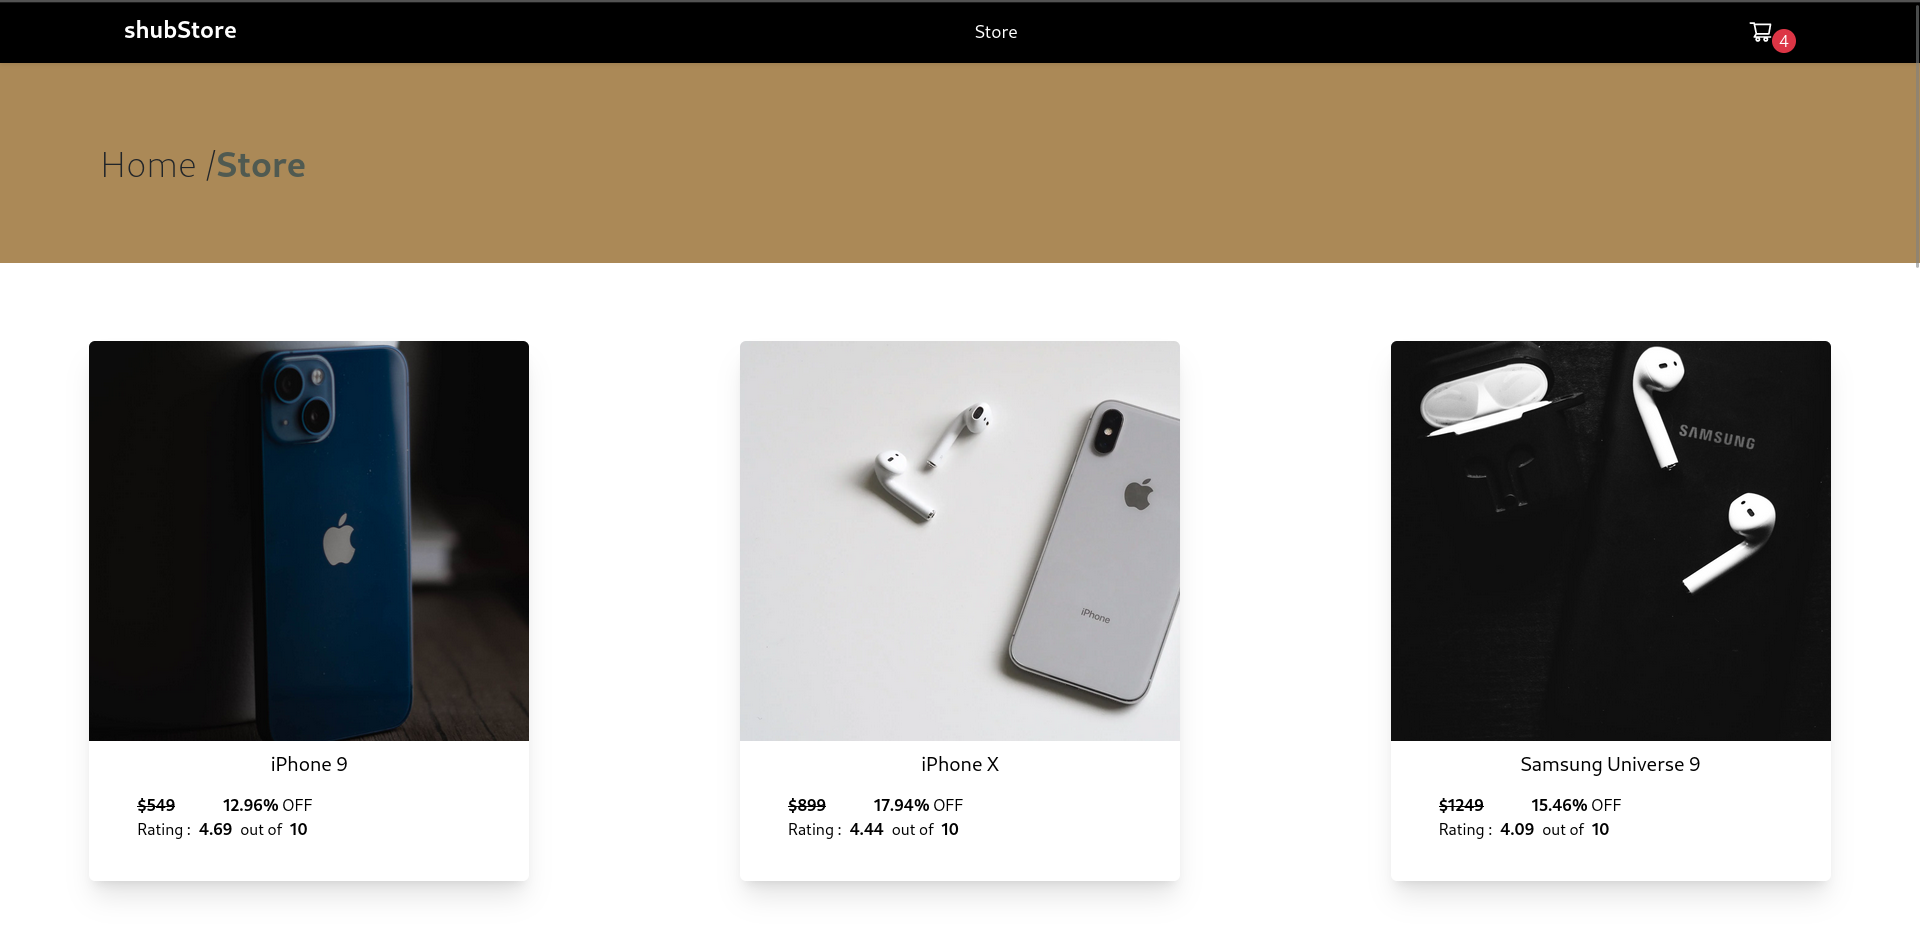 shubStore
Store
4
Home /Store
SAMSUNG
iPhone
iPhone 9
$549 12.96% OFF
Rating : 4.69 out of 10
iPhone X
$899 17.94% OFF
Rating : 4.44 out of 10
Samsung Universe 9
$1249 15.46% OFF
Rating : 4.09 out of 10